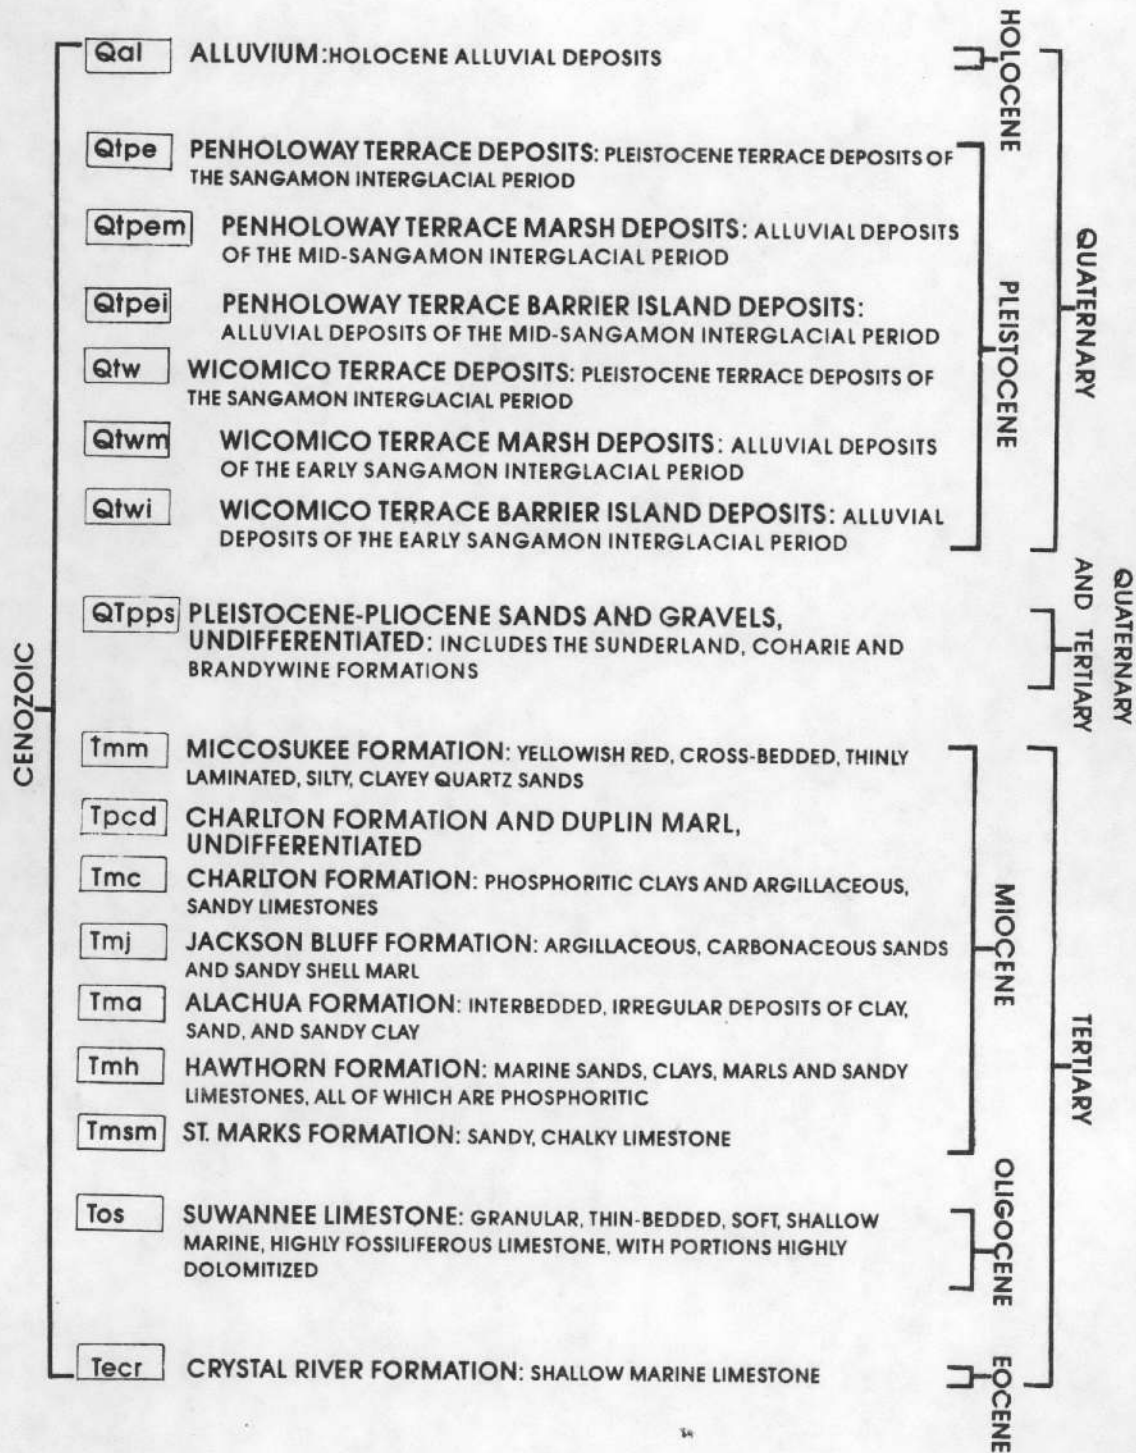 Qal ALLUVIUM: HOLOCENE ALLUVIAL DEPOSITS
HOLOCENE
Qtpe PENHOLOWAY TERRACE DEPOSITS: PLEISTOCENE TERRACE DEPOSITS OF
THE SANGAMON INTERGLACIAL PERIOD
Qtpem PENHOLOWAY TERRACE MARSH DEPOSITS: ALLUVIAL DEPOSITS
OF THE MID-SANGAMON INTERGLACIAL PERIOD
Qtpei PENHOLOWAY TERRACE BARRIER ISLAND DEPOSITS:
ALLUVIAL DEPOSITS OF THE MID-SANGAMON INTERGLACIAL PERIOD
Qtw WICOMICO TERRACE DEPOSITS: PLEISTOCENE TERRACE DEPOSITS OF
THE SANGAMON INTERGLACIAL PERIOD
Qtwm WICOMICO TERRACE MARSH DEPOSITS: ALLUVIAL DEPOSITS
OF THE EARLY SANGAMON INTERGLACIAL PERIOD
Qtwi WICOMICO TERRACE BARRIER ISLAND DEPOSITS: ALLUVIAL
DEPOSITS OF THE EARLY SANGAMON INTERGLACIAL PERIOD
PLEISTOCENE
QUATERNARY
QTpps PLEISTOCENE-PLIOCENE SANDS AND GRAVELS,
UNDIFFERENTIATED: INCLUDES THE SUNDERLAND, COHARIE AND
BRANDYWINE FORMATIONS
QUATERNARY
AND TERTIARY
CENOZOIC
Tmm MICCOSUKEE FORMATION: YELLOWISH RED, CROSS-BEDDED, THINLY
LAMINATED, SILTY, CLAYEY QUARTZ SANDS
Tpcd CHARLTON FORMATION AND DUPLIN MARL,
UNDIFFERENTIATED
Tmc CHARLTON FORMATION: PHOSPHORITIC CLAYS AND ARGILLACEOUS,
SANDY LIMESTONES
Tmj JACKSON BLUFF FORMATION: ARGILLACEOUS, CARBONACEOUS SANDS
AND SANDY SHELL MARL
Tma ALACHUA FORMATION: INTERBEDDED, IRREGULAR DEPOSITS OF CLAY,
SAND, AND SANDY CLAY
Tmh HAWTHORN FORMATION: MARINE SANDS, CLAYS, MARLS AND SANDY
LIMESTONES, ALL OF WHICH ARE PHOSPHORITIC
Tmsm ST. MARKS FORMATION: SANDY, CHALKY LIMESTONE
MIOCENE
TERTIARY
Tos SUWANNEE LIMESTONE: GRANULAR, THIN-BEDDED, SOFT, SHALLOW
MARINE, HIGHLY FOSSILIFEROUS LIMESTONE, WITH PORTIONS HIGHLY
DOLOMITIZED
OLIGOCENE
Tecr CRYSTAL RIVER FORMATION: SHALLOW MARINE LIMESTONE
EOCENE